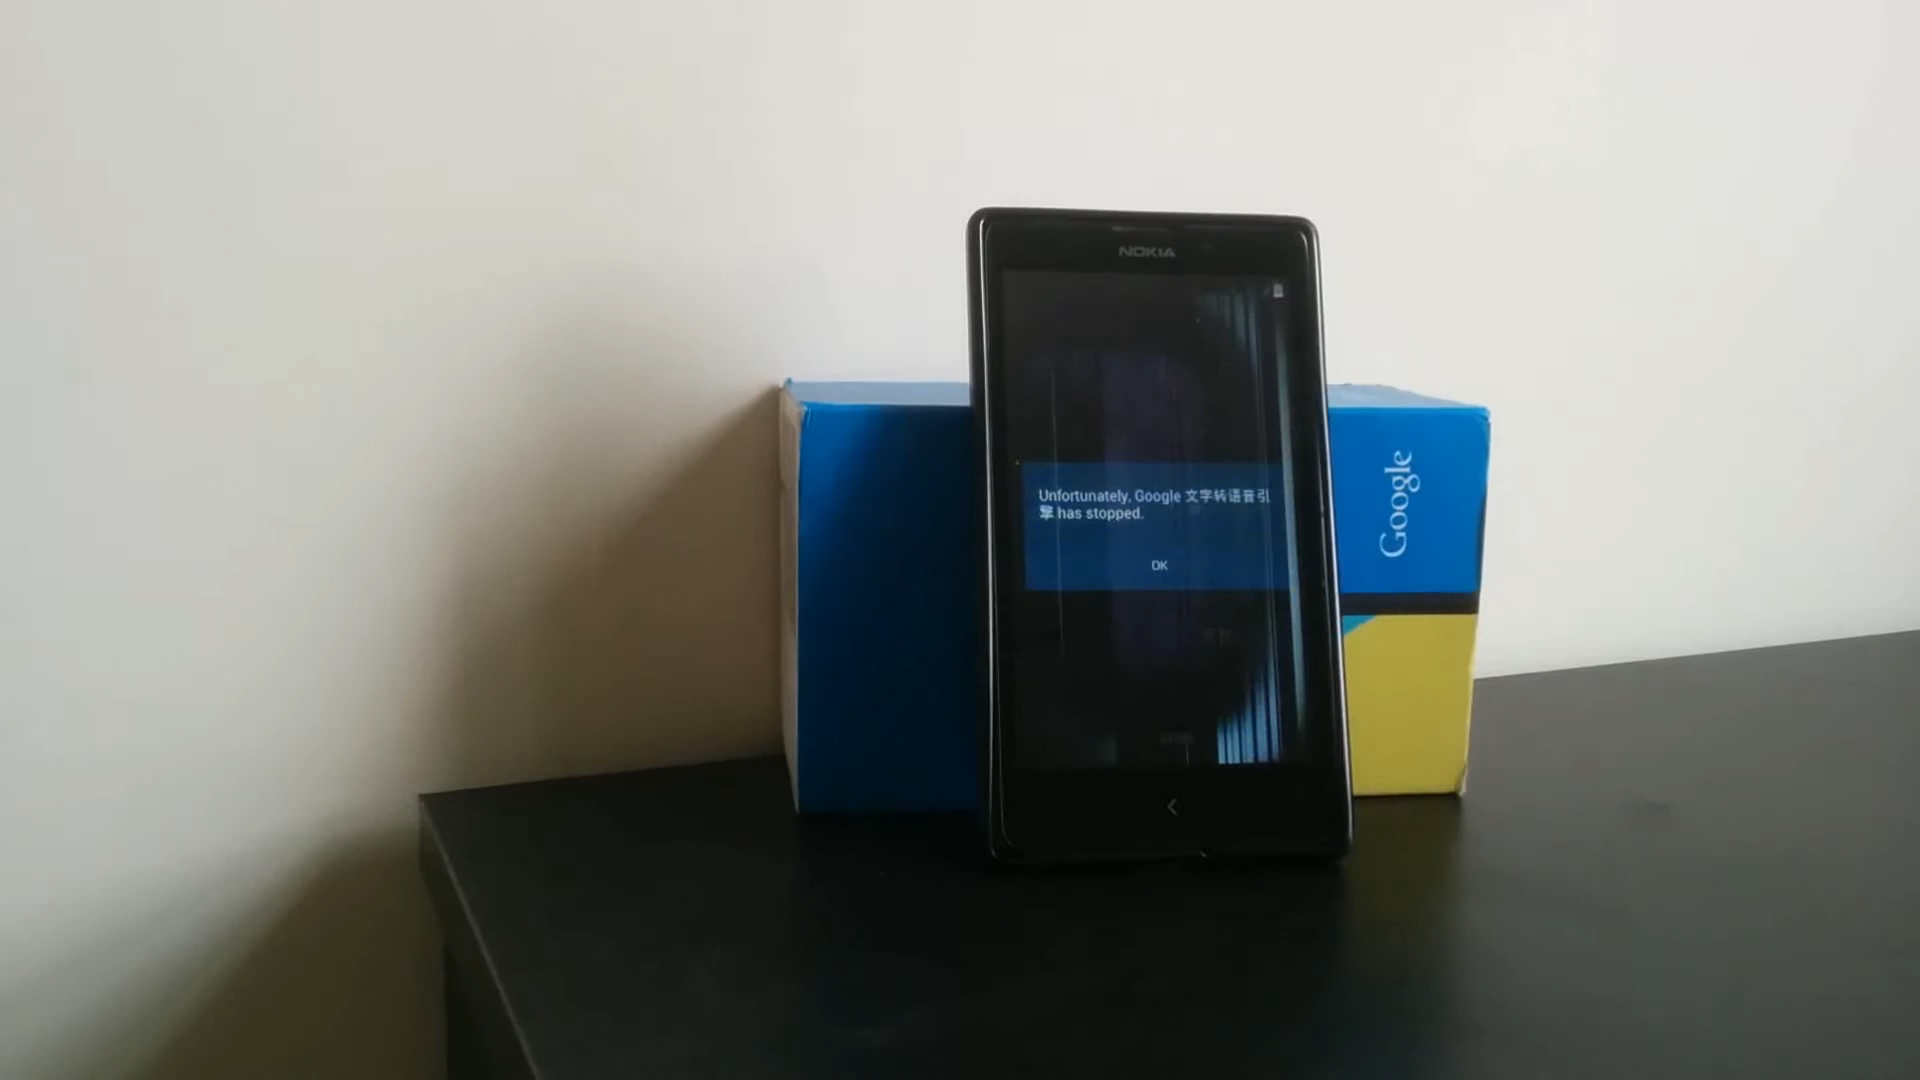 NOKIA
Unfortunately, Google 文字转语音引
擎 has stopped.
OK
Google